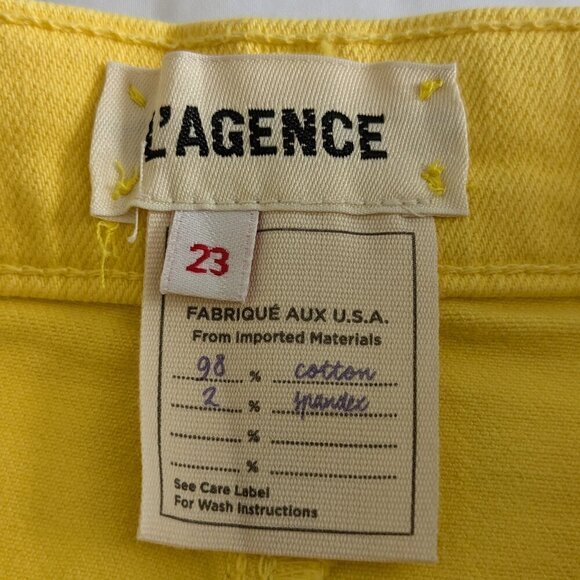 L'AGENCE
23
FABRIQUÉ AUX U.S.A.
From Imported Materials
98 % cotton
2 % spandex
%
%
See Care Label
For Wash Instructions